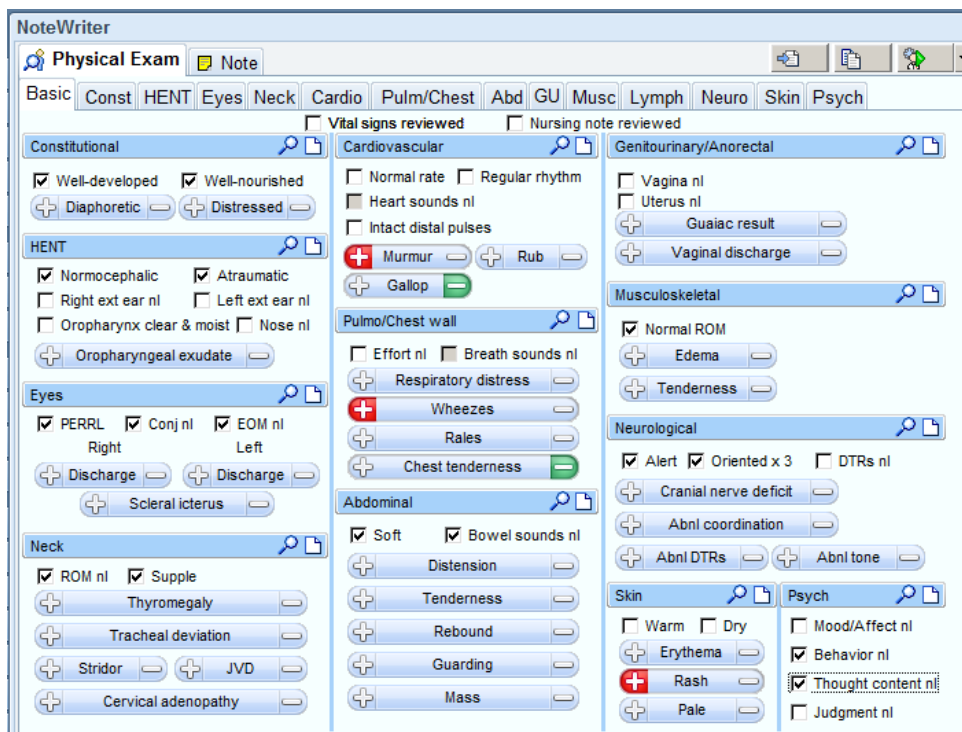 NoteWriter
Physical Exam Note
Basic Const HENT Eyes Neck Cardio Pulm/Chest Abd GU Musc Lymph Neuro Skin Psych
Vital signs reviewed Nursing note reviewed
Constitutional
Well-developed Well-nourished
Diaphoretic Distressed
HENT
Normocephalic Atraumatic
Right ext ear nl Left ext ear nl
Oropharynx clear & moist Nose nl
Oropharyngeal exudate
Eyes
PERRL Conj nl EOM nl
Right Left
Discharge Discharge
Scleral icterus
Neck
ROM nl Supple
Thyromegaly
Tracheal deviation
Stridor JVD
Cervical adenopathy
Cardiovascular
Normal rate Regular rhythm
Heart sounds nl
Intact distal pulses
Murmur Rub
Gallop
Pulmo/Chest wall
Effort nl Breath sounds nl
Respiratory distress
Wheezes
Rales
Chest tenderness
Abdominal
Soft Bowel sounds nl
Distension
Tenderness
Rebound
Guarding
Mass
Genitourinary/Anorectal
Vagina nl
Uterus nl
Guaiac result
Vaginal discharge
Musculoskeletal
Normal ROM
Edema
Tenderness
Neurological
Alert Oriented x 3 DTRs nl
Cranial nerve deficit
Abnl coordination
Abnl DTRs Abnl tone
Skin
Warm Dry
Erythema
Rash
Pale
Psych
Mood/Affect nl
Behavior nl
Thought content nl
Judgment nl